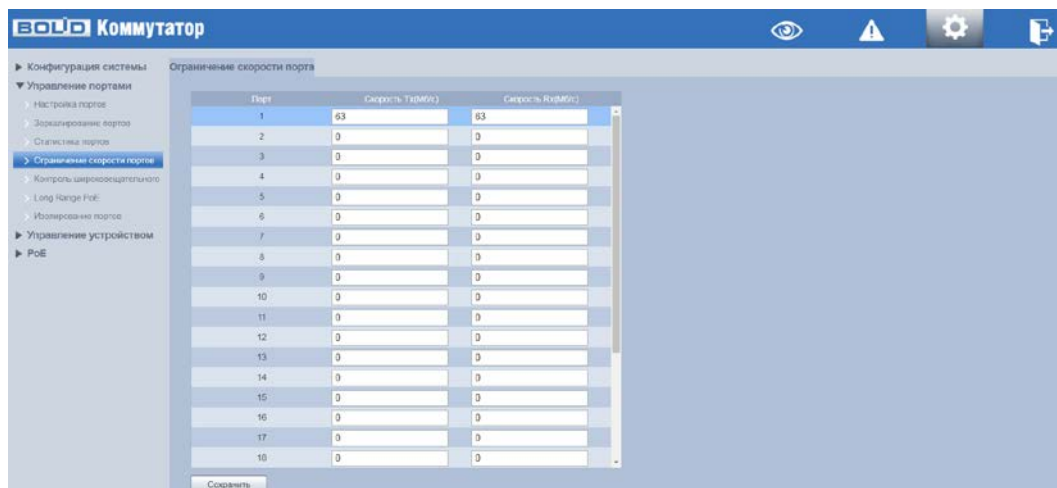 BOLID Коммутатор
Конфигурация системы
Управление портами
Настройка портов
Зеркалирование портов
Статистика портов
Ограничение скорости портов
Контроль широковещательного
Long Range PoE
Изолирование портов
Управление устройством
PoE
Ограничение скорости порта
Порт Скорость Tx(Мб/с) Скорость Rx(Мб/с)
1 63 63
2 0 0
3 0 0
4 0 0
5 0 0
6 0 0
7 0 0
8 0 0
9 0 0
10 0 0
11 0 0
12 0 0
13 0 0
14 0 0
15 0 0
16 0 0
17 0 0
18 0 0
Сохранить